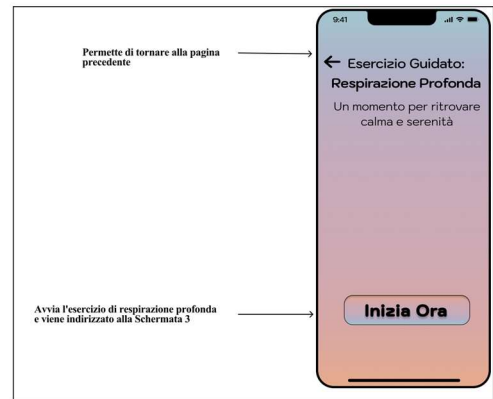 Permette di tornare alla pagina
precedente
Avvia l'esercizio di respirazione profonda
e viene indirizzato alla Schermata 3
9:41
Esercizio Guidato:
Respirazione Profonda
Un momento per ritrovare
calma e serenità
Inizia Ora